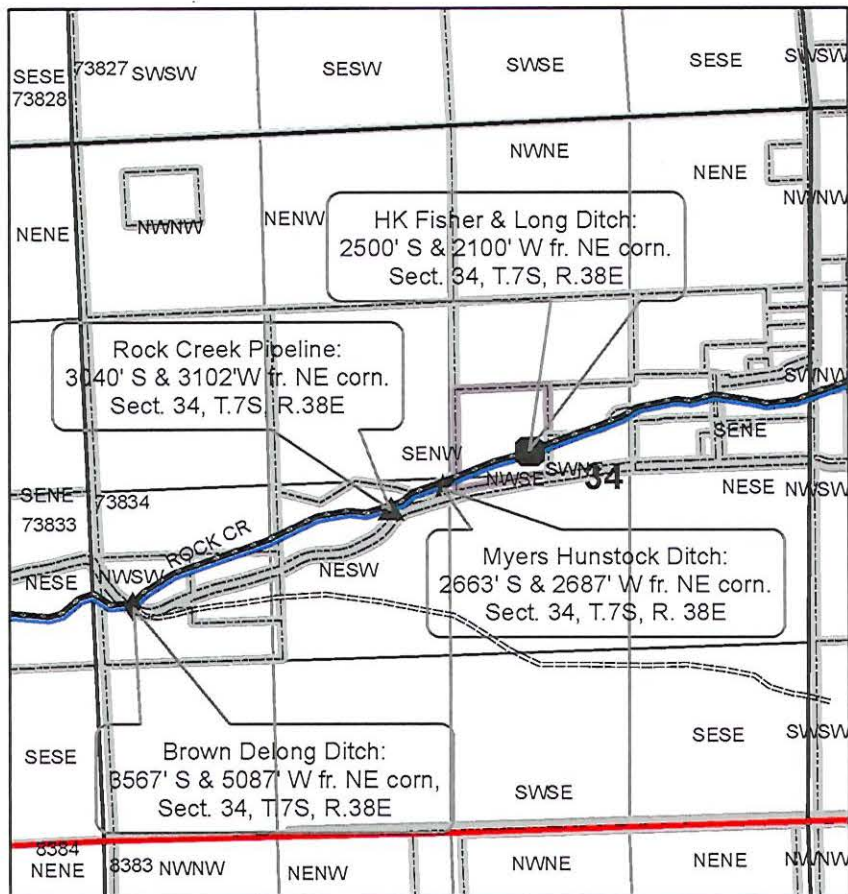 SESE 73827 SWSW SESW SWSE SESE SWSW
73828
NWNE
NENE
NENE NWNW NENW NWNW
HK Fisher & Long Ditch:
2500' S & 2100' W fr. NE corn.
Sect. 34, T.7S, R.38E
Rock Creek Pipeline:
3040' S & 3102'W fr. NE corn.
Sect. 34, T.7S, R.38E
SWNW
SENE
SENW
SWNE
NWSE 34 NESE NWSW
SENE 73834
73833
ROCK CR
NESE NWSW NESW
Myers Hunstock Ditch:
2663' S & 2687' W fr. NE corn.
Sect. 34, T.7S, R. 38E
SESE SESE SWSW
Brown Delong Ditch:
3567' S & 5087' W fr. NE corn,
Sect. 34, T.7S, R.38E
SWSE
8384
NENE 8383 NWNW NENW NWNE NENE NWNW